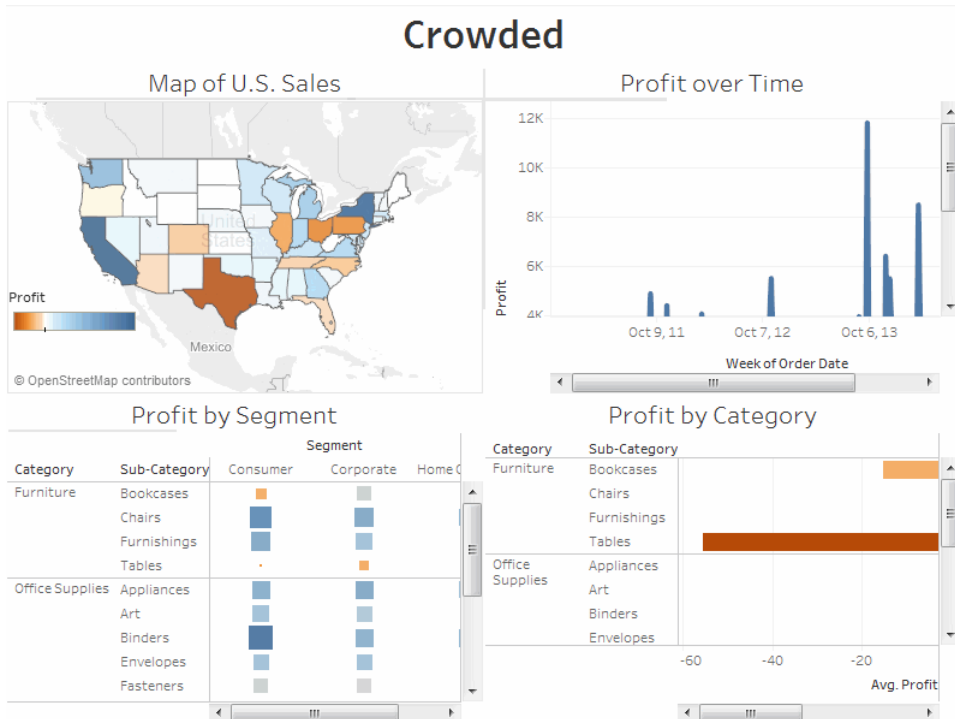 Crowded
Map of U.S. Sales
United
States
Profit
Mexico
© OpenStreetMap contributors
Profit over Time
12K
10K
8K
6K
4K
Profit
Oct 9, 11 Oct 7, 12 Oct 6, 13
Week of Order Date
Profit by Segment
Segment
Category Sub-Category Consumer Corporate Home
Furniture Bookcases
Chairs
Furnishings
Tables
Office Supplies Appliances
Art
Binders
Envelopes
Fasteners
Profit by Category
Category Sub-Category
Furniture Bookcases
Chairs
Furnishings
Tables
Office Appliances
Supplies
Art
Binders
Envelopes
-60 -40 -20
Avg. Profit